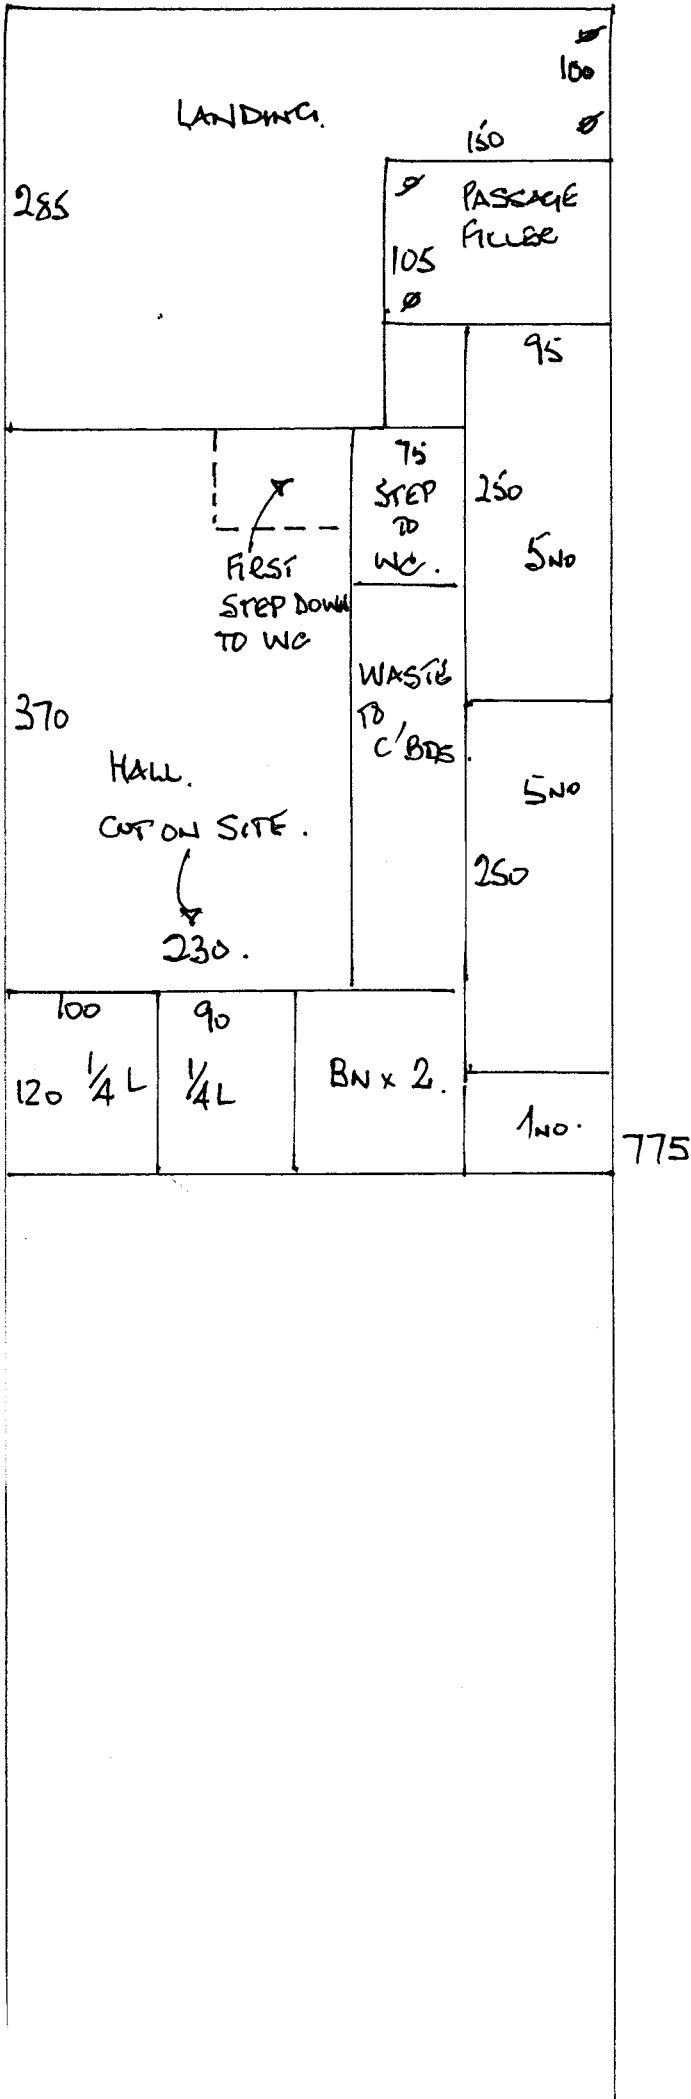 100
LANDING.
150
285
PASSAGE
FILLER
105
95
75
STEP
TO
WC.
250
5NO
FIRST
STEP DOWN
TO WC
WASTE
TO
C'BDS.
370
HALL.
CUT ON SITE.
230.
5NO
250
100
90
120 1/4 L
1/4 L
BN x 2.
1NO.
775